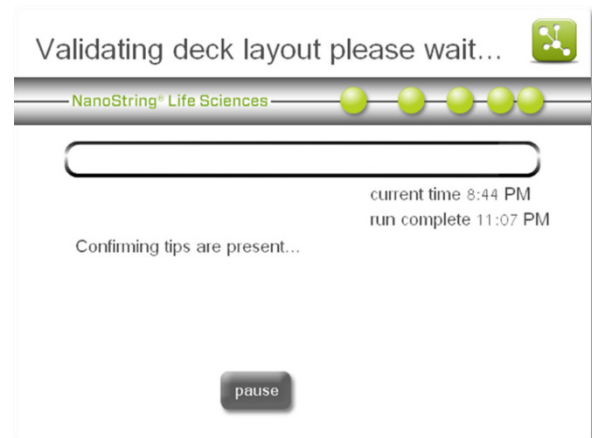 Validating deck layout please wait...
NanoString® Life Sciences
current time 8:44 PM
run complete 11:07 PM
Confirming tips are present...
pause